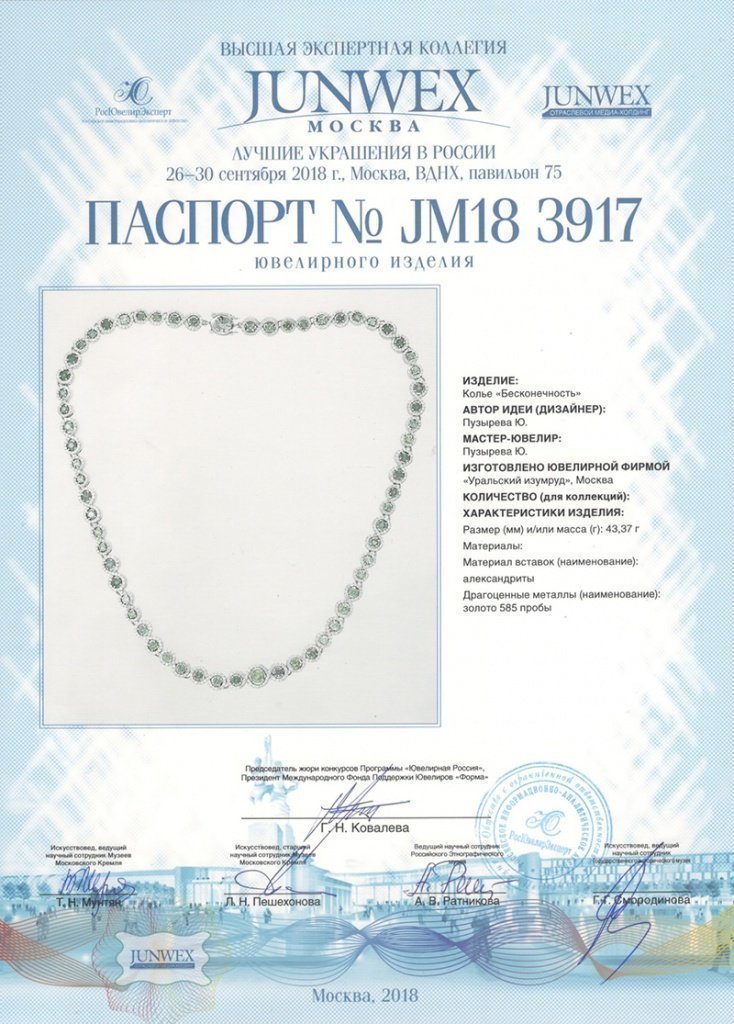 ВЫСШАЯ ЭКСПЕРТНАЯ КОЛЛЕГИЯ
JUNWEX
МОСКВА
РосЮвелирЭксперт
JUNWEX
ОТРАСЛЕВОЙ МЕДИА-ХОЛДИНГ
ЛУЧШИЕ УКРАШЕНИЯ В РОССИИ
26–30 сентября 2018 г., Москва, ВДНХ, павильон 75
ПАСПОРТ № JM18 3917
ювелирного изделия
ИЗДЕЛИЕ:
Колье «Бесконечность»
АВТОР ИДЕИ (ДИЗАЙНЕР):
Пузырева Ю.
МАСТЕР-ЮВЕЛИР:
Пузырева Ю.
ИЗГОТОВЛЕНО ЮВЕЛИРНОЙ ФИРМОЙ
«Уральский изумруд», Москва
КОЛИЧЕСТВО (для коллекций):
ХАРАКТЕРИСТИКИ ИЗДЕЛИЯ:
Размер (мм) и/или масса (г): 43,37 г
Материалы:
Материал вставок (наименование):
александриты
Драгоценные металлы (наименование):
золото 585 пробы
Председатель жюри конкурсов Программы «Ювелирная Россия»,
Президент Международного Фонда Поддержки Ювелиров «Форма»
Г. Н. Ковалева
Искусствовед, ведущий
научный сотрудник Музеев
Московского Кремля
Т. Н. Мунтян
Искусствовед, старший
научный сотрудник Музеев
Московского Кремля
Л. Н. Пешехонова
Ведущий научный сотрудник
Российского Этнографического
музея
А. В. Ратникова
Искусствовед, ведущий
научный сотрудник
Государственного исторического музея
Г. Смородинова
РосЮвелирЭксперт
JUNWEX
Москва, 2018